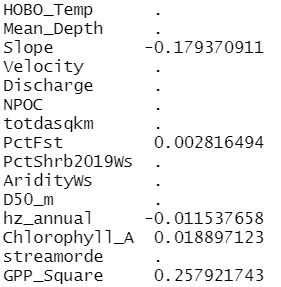 HOBO_Temp .
Mean_Depth .
Slope -0.179370911
Velocity .
Discharge .
NPOC .
totdasqkm .
PctFst 0.002816494
PctShrb2019Ws .
AridityWs .
D50_m .
hz_annual -0.011537658
Chlorophyll_A 0.018897123
streamorde .
GPP_Square 0.257921743